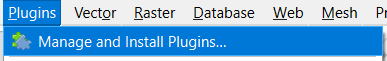 Plugins Vector Raster Database Web Mesh
Manage and Install Plugins...